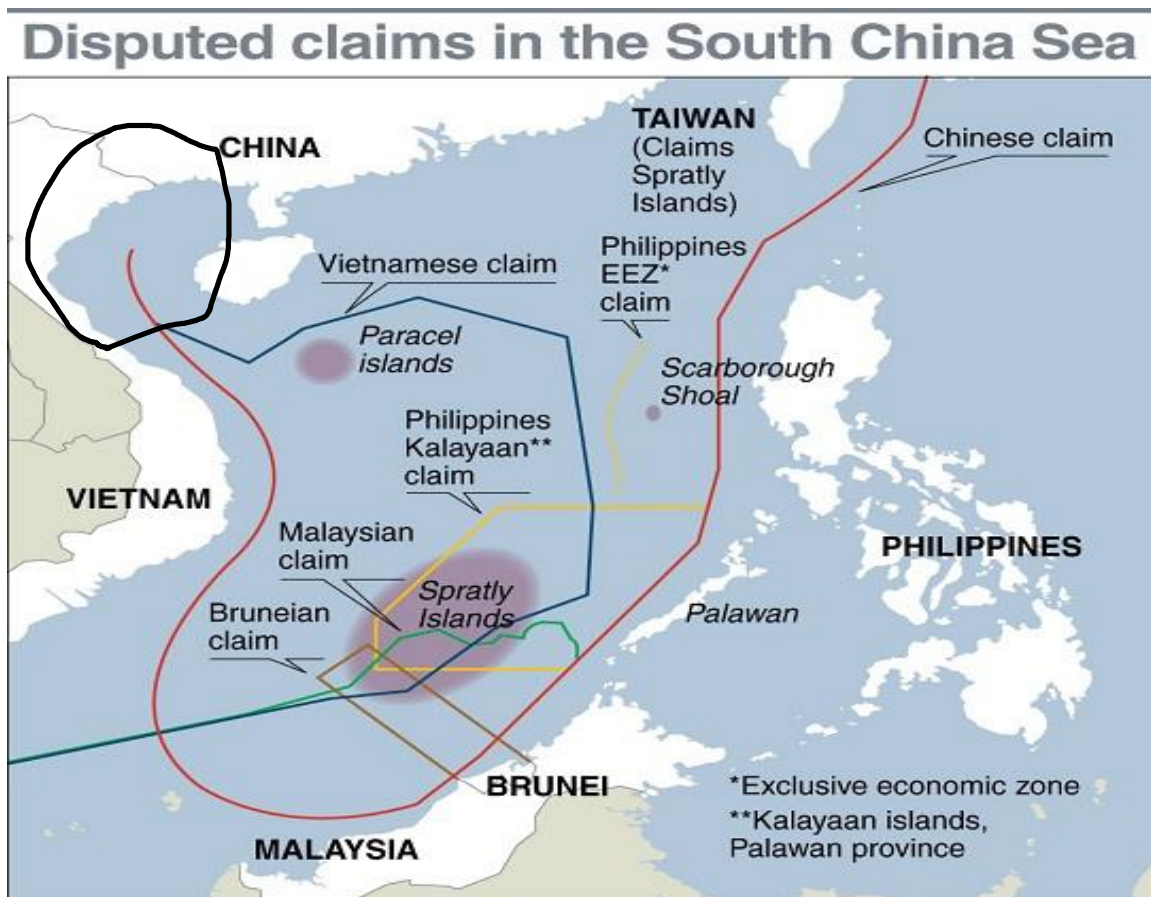 Disputed claims in the South China Sea
CHINA
TAIWAN
(Claims
Spratly
Islands)
Chinese claim
Vietnamese claim
Philippines
EEZ*
claim
Paracel
islands
Scarborough
Shoal
Philippines
Kalayaan**
claim
VIETNAM
Malaysian
claim
PHILIPPINES
Spratly
Islands
Bruneian
claim
Palawan
BRUNEI
MALAYSIA
*Exclusive economic zone
**Kalayaan islands,
Palawan province